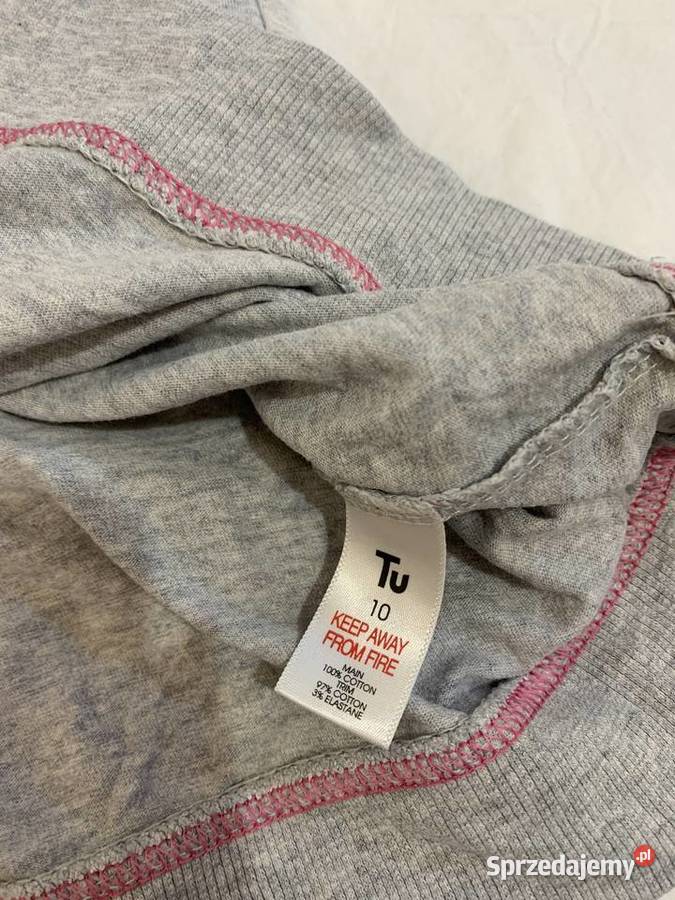 Tu
10
KEEP AWAY
FROM FIRE
MAIN
100% COTTON
TRIM
97% COTTON
3% ELASTANE
Sprzedajemy.pl